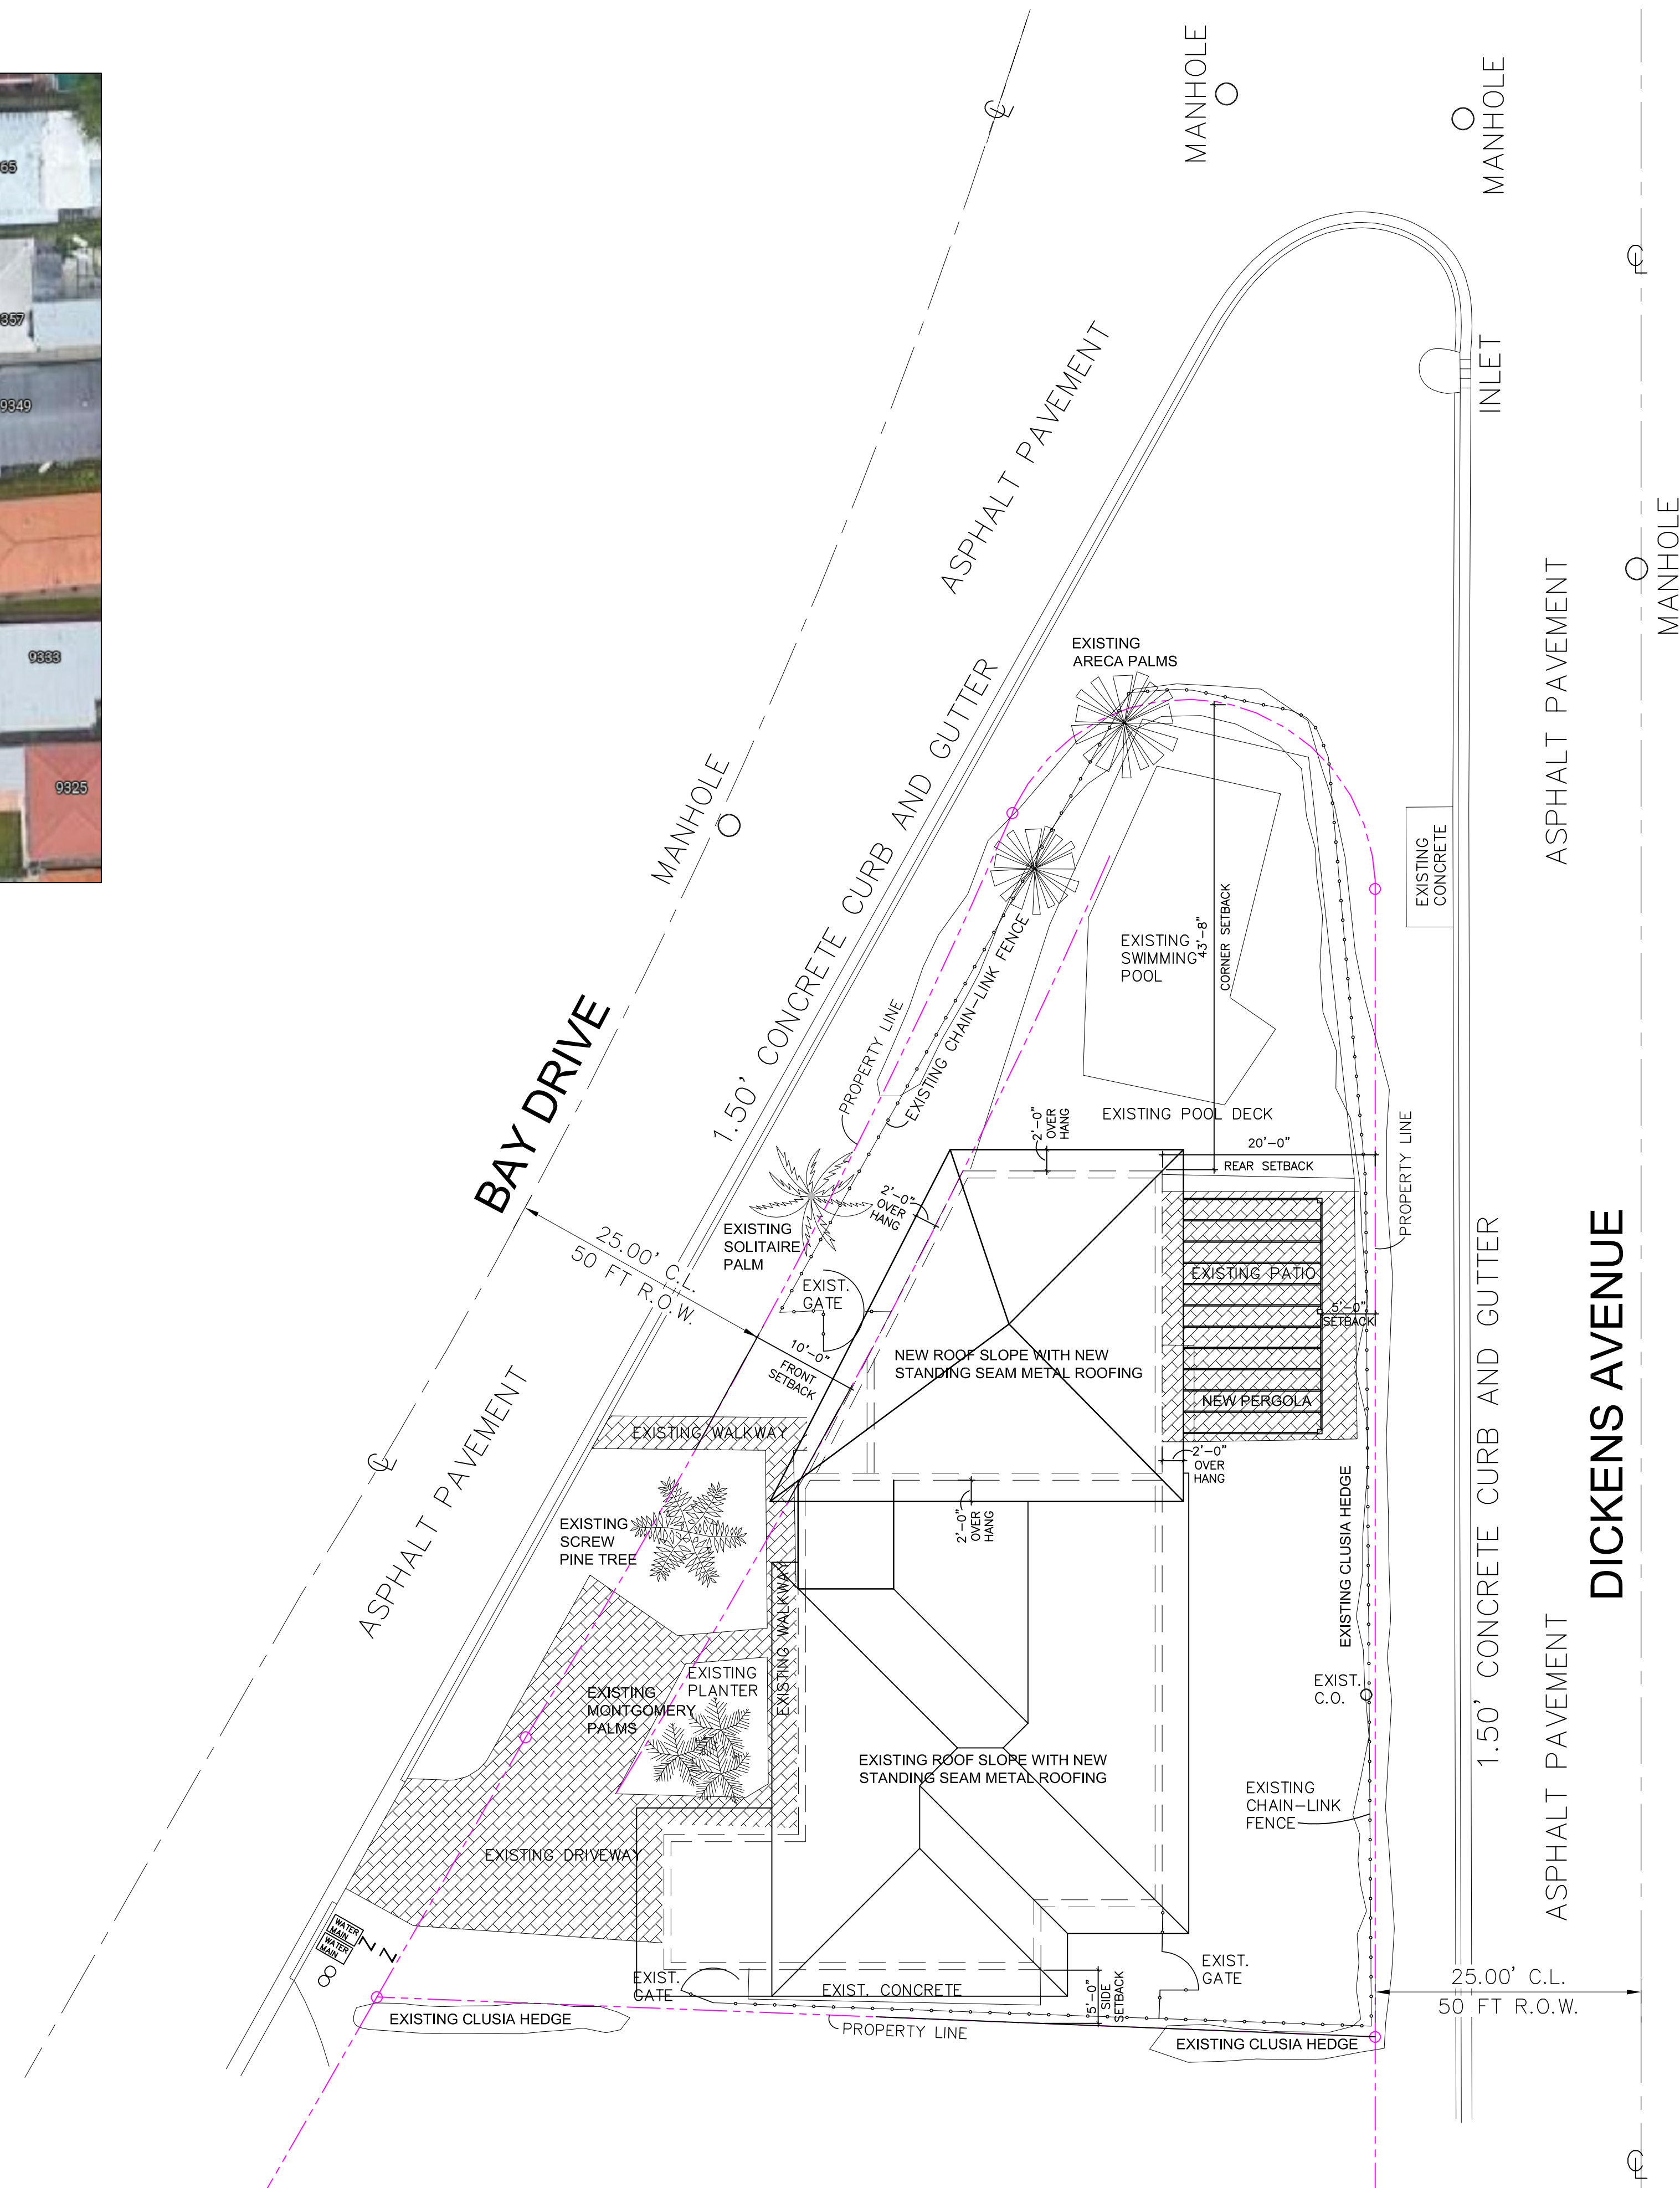 65
357
9349
9333
9325
MANHOLE
MANHOLE
INLET
MANHOLE
ASPHALT PAVEMENT
ASPHALT PAVEMENT
EXISTING
ARECA PALMS
MANHOLE
1.50' CONCRETE CURB AND GUTTER
EXISTING
CONCRETE
BAY DRIVE
PROPERTY LINE
EXISTING CHAIN-LINK FENCE
EXISTING
SWIMMING
POOL
43'-8"
CORNER SETBACK
EXISTING POOL DECK
2'-0"
OVER
HANG
20'-0"
REAR SETBACK
PROPERTY LINE
25.00' C.L.
50 FT R.O.W.
EXISTING
SOLITAIRE
PALM
2'-0"
OVER
HANG
EXIST.
GATE
EXISTING PATIO
5'-0"
SETBACK
10'-0"
FRONT
SETBACK
NEW ROOF SLOPE WITH NEW
STANDING SEAM METAL ROOFING
NEW PERGOLA
EXISTING WALKWAY
2'-0"
OVER
HANG
2'-0"
OVER
HANG
ASPHALT PAVEMENT
EXISTING
SCREW
PINE TREE
EXISTING WALKWAY
EXISTING CLUSIA HEDGE
1.50' CONCRETE CURB AND GUTTER
DICKENS AVENUE
EXISTING
PLANTER
EXISTING
MONTGOMERY
PALMS
EXIST.
C.O.
ASPHALT PAVEMENT
EXISTING ROOF SLOPE WITH NEW
STANDING SEAM METAL ROOFING
EXISTING
CHAIN-LINK
FENCE
EXISTING DRIVEWAY
WATER
MAIN
WATER
MAIN
EXIST.
GATE
EXIST. CONCRETE
5'-0"
SIDE
SETBACK
EXIST.
GATE
25.00' C.L.
50 FT R.O.W.
EXISTING CLUSIA HEDGE
PROPERTY LINE
EXISTING CLUSIA HEDGE